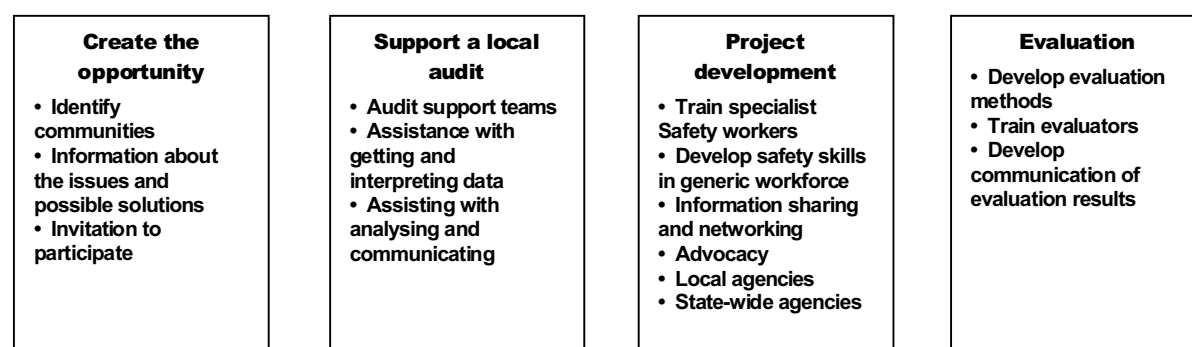 Create the
opportunity
• Identify
communities
• Information about
the issues and
possible solutions
• Invitation to
participate
Support a local
audit
• Audit support teams
• Assistance with
getting and
interpreting data
• Assisting with
analysing and
communicating
Project
development
• Train specialist
Safety workers
• Develop safety skills
in generic workforce
• Information sharing
and networking
• Advocacy
• Local agencies
• State-wide agencies
Evaluation
• Develop evaluation
methods
• Train evaluators
• Develop
communication of
evaluation results